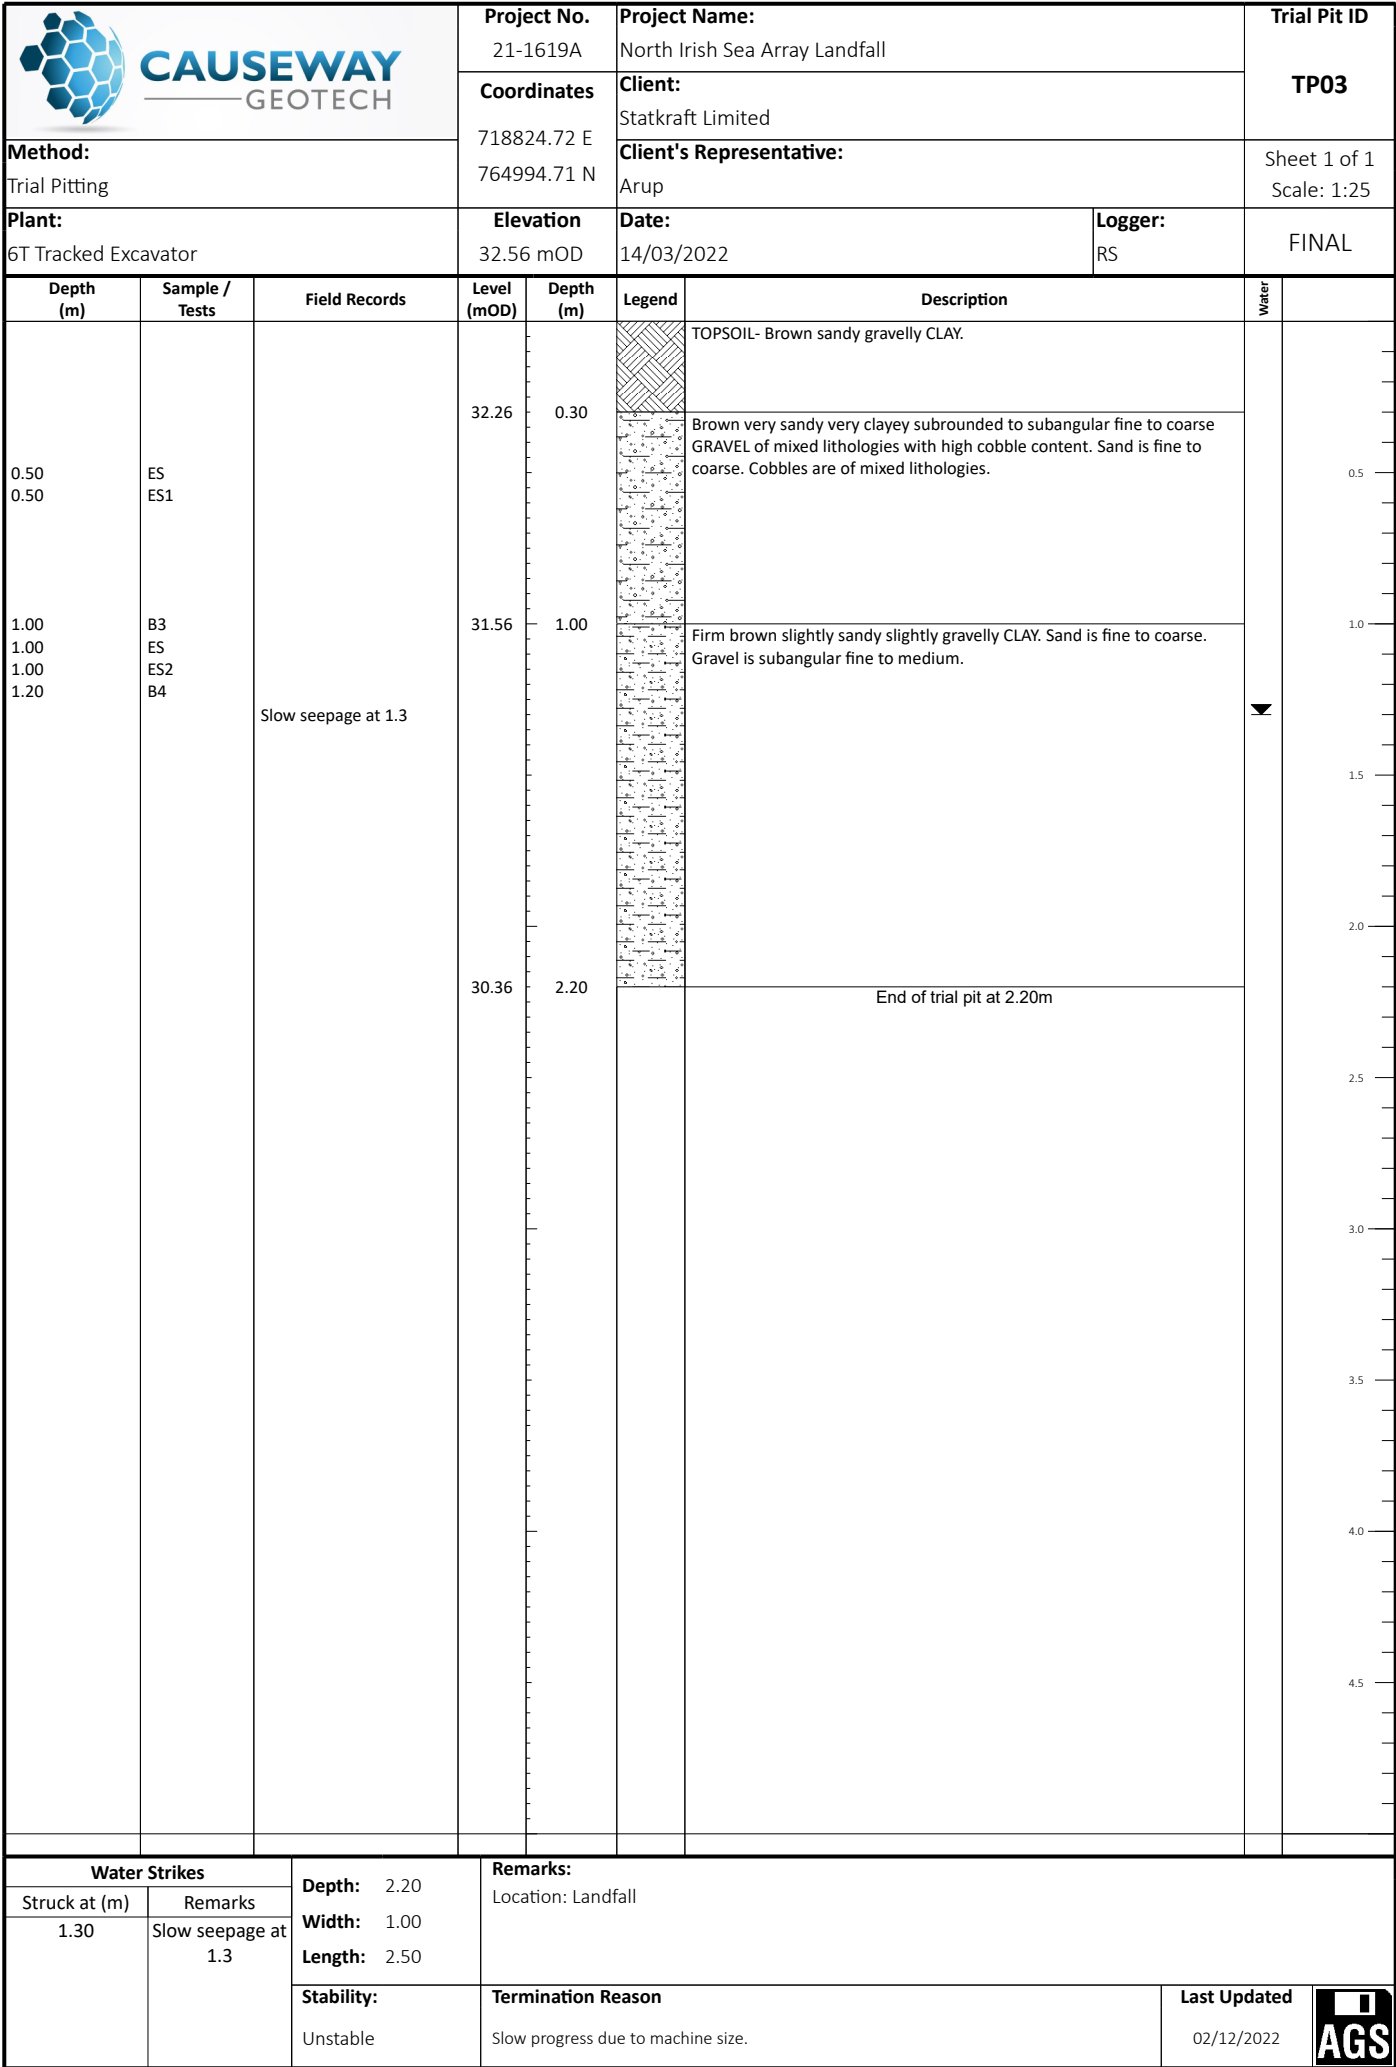 CAUSEWAY
GEOTECH
Project No.
21-1619A
Project Name:
North Irish Sea Array Landfall
Trial Pit ID
TP03
Coordinates
718824.72 E
764994.71 N
Client:
Statkraft Limited
Method:
Trial Pitting
Client's Representative:
Arup
Sheet 1 of 1
Scale: 1:25
Plant:
6T Tracked Excavator
Elevation
32.56 mOD
Date:
14/03/2022
Logger:
RS
FINAL
Depth
(m)
Sample /
Tests
Field Records
Level
(mOD)
Depth
(m)
Legend
Description
Water
TOPSOIL- Brown sandy gravelly CLAY.
32.26 0.30
Brown very sandy very clayey subrounded to subangular fine to coarse
GRAVEL of mixed lithologies with high cobble content. Sand is fine to
coarse. Cobbles are of mixed lithologies.
0.50 ES
0.50 ES1
0.5
1.00 B3
31.56 1.00
1.0
1.00 ES
1.00 ES2
1.20 B4
Firm brown slightly sandy slightly gravelly CLAY. Sand is fine to coarse.
Gravel is subangular fine to medium.
Slow seepage at 1.3
1.5
2.0
30.36 2.20
End of trial pit at 2.20m
2.5
3.0
3.5
4.0
4.5
Water Strikes
Struck at (m) Remarks
1.30 Slow seepage at
1.3
Depth: 2.20
Width: 1.00
Length: 2.50
Remarks:
Location: Landfall
Stability:
Unstable
Termination Reason
Slow progress due to machine size.
Last Updated
02/12/2022
AGS